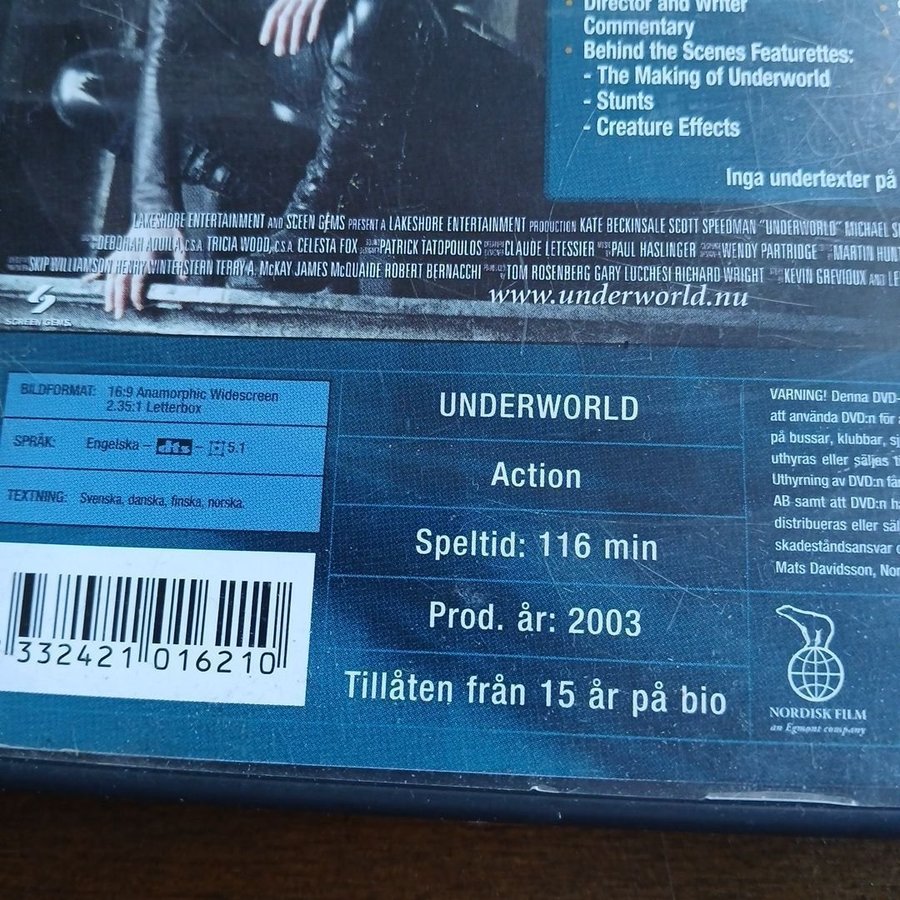 Director and Writer
Commentary
Behind the Scenes Featurettes:
- The Making of Underworld
- Stunts
- Creature Effects
Inga undertexter på
LAKESHORE ENTERTAINMENT AND SCEEN GEMS PRESENT A LAKESHORE ENTERTAINMENT PRODUCTION KATE BECKINSALE SCOTT SPEEDMAN "UNDERWORLD" MICHAEL
DEBORAH AQUILA, C.S.A. TRICIA WOOD, C.S.A. CELESTA FOX PATRICK TATOPOULOS CLAUDE LETESSIER PAUL HASLINGER WENDY PARTRIDGE MARTIN
SKIP WILLIAMSON HENRY WINTERSTERN TERRY A. McKAY JAMES McQUAIDE ROBERT BERNACCHI TOM ROSENBERG GARY LUCCHESI RICHARD WRIGHT KEVIN GREVIOUX AND
www.underworld.nu
SCREEN GEMS
BILDFORMAT: 16:9 Anamorphic Widescreen
2.35:1 Letterbox
SPRÅK: Engelska – dts – 5.1
TEXTNING: Svenska, danska, finska, norska.
332421 016210
UNDERWORLD
Action
Speltid: 116 min
Prod. år: 2003
Tillåten från 15 år på bio
VARNING! Denna DVD-
att använda DVD:n för
på bussar, klubbar,
uthyras eller säljas
Uthyrning av DVD:n
AB samt att DVD:n
distribueras eller
skadeståndsansvar
Mats Davidsson,
NORDISK FILM
an Egmont company